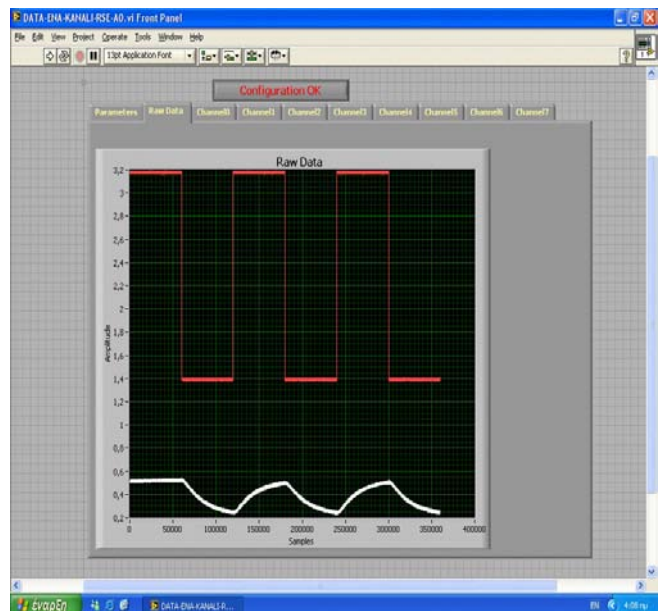 DATA-ENA-KANALI-RSE-A0.vi Front Panel
File Edit View Project Operate Tools Window Help
13pt Application Font
Configuration OK
Parameters Raw Data Channel0 Channel1 Channel2 Channel3 Channel4 Channel5 Channel6 Channel7
Raw Data
3,2
3
2,8
2,6
2,4
2,2
2
1,8
1,6
1,4
1,2
1
0,8
0,6
0,4
0,2
Amplitude
0 50000 100000 150000 200000 250000 300000 350000 400000
Samples
έναρξη
DATA-ENA-KANALI-R...
EN
4:08 πμ